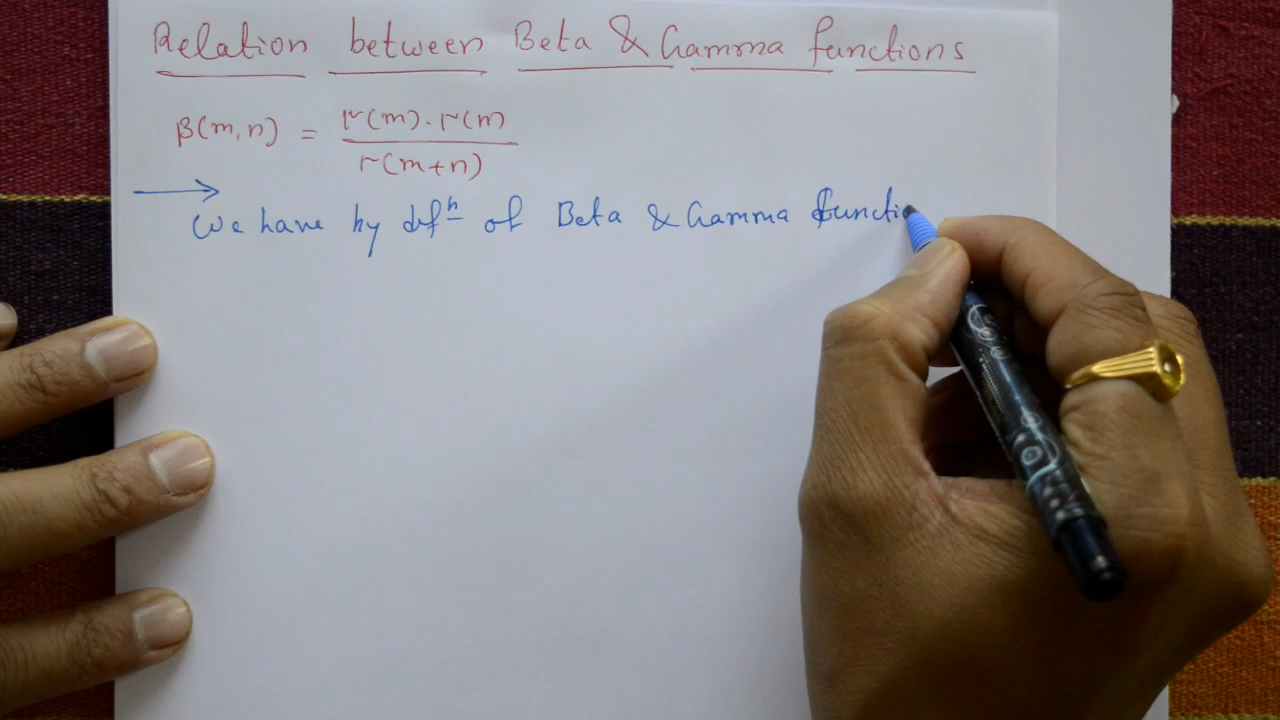 Relation between Beta & Gamma functions
β(m,n) = Γ(m).Γ(n) / Γ(m+n)
We have by defn of Beta & Gamma functi